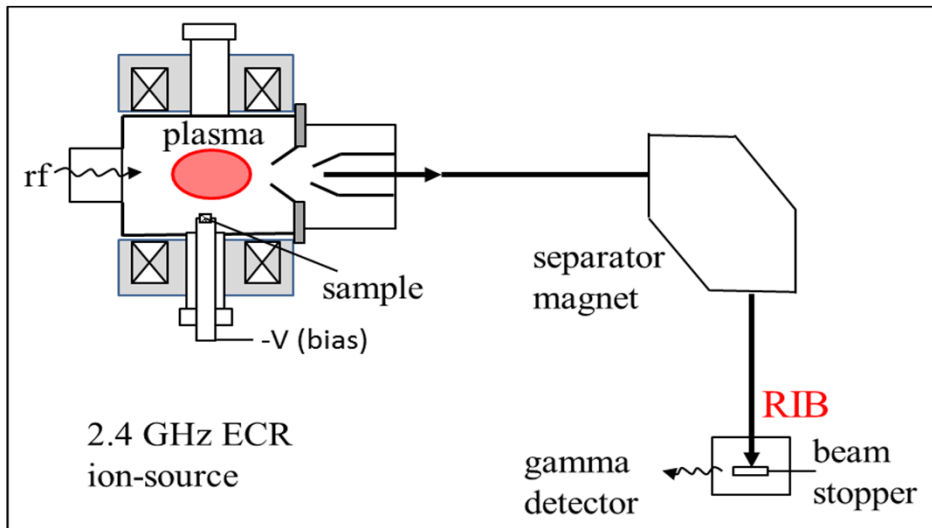 plasma
rf
sample
-V (bias)
2.4 GHz ECR
ion-source
separator
magnet
RIB
gamma
detector
beam
stopper